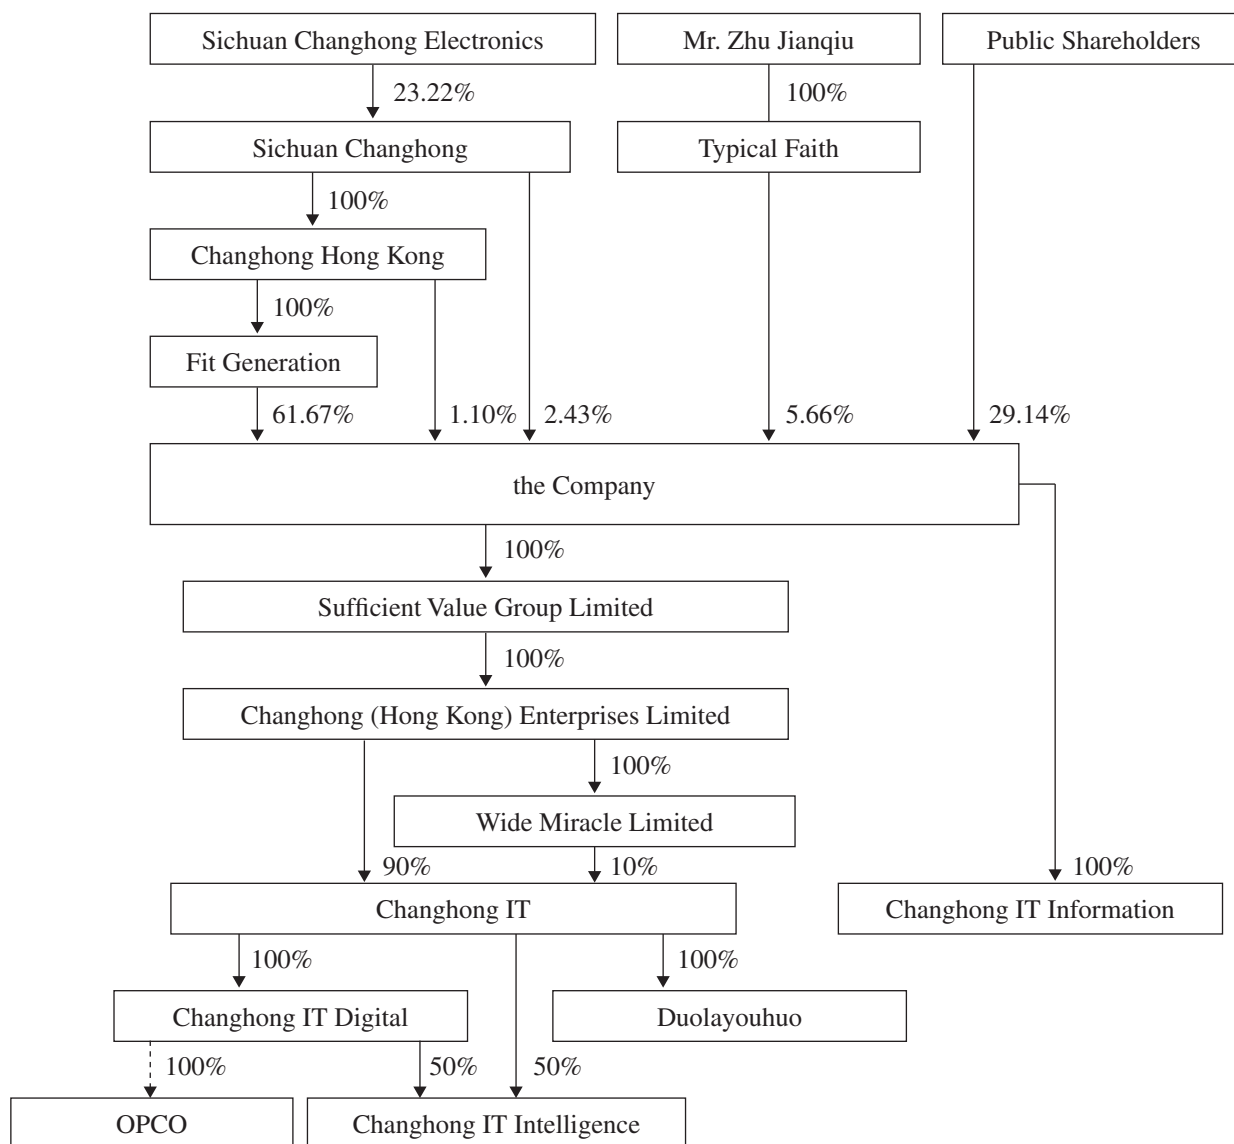 Sichuan Changhong Electronics
Mr. Zhu Jianqiu
Public Shareholders
23.22%
100%
Sichuan Changhong
Typical Faith
100%
Changhong Hong Kong
100%
Fit Generation
61.67%
1.10%
2.43%
5.66%
29.14%
the Company
100%
Sufficient Value Group Limited
100%
Changhong (Hong Kong) Enterprises Limited
100%
Wide Miracle Limited
90%
10%
100%
Changhong IT
Changhong IT Information
100%
100%
Changhong IT Digital
Duolayouhuo
100%
50%
50%
OPCO
Changhong IT Intelligence